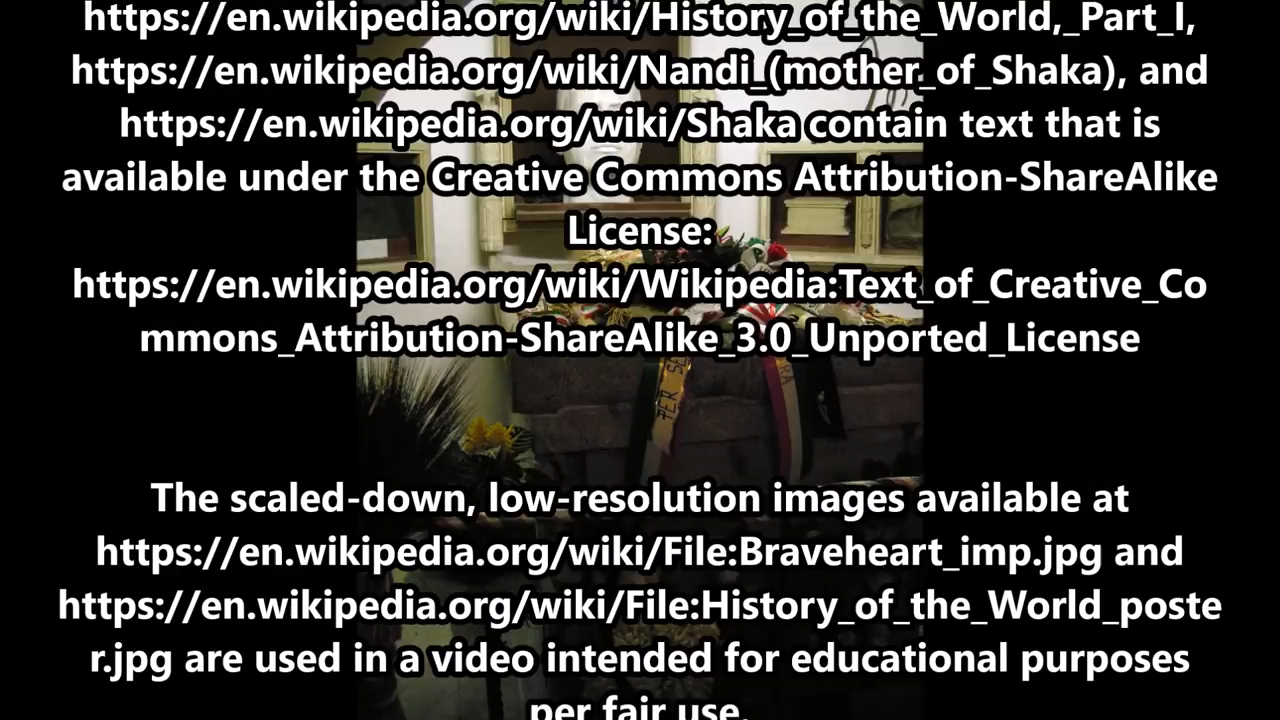 https://en.wikipedia.org/wiki/History_of_the_World,_Part_I,
https://en.wikipedia.org/wiki/Nandi_(mother_of_Shaka), and
https://en.wikipedia.org/wiki/Shaka contain text that is
available under the Creative Commons Attribution-ShareAlike
License:
https://en.wikipedia.org/wiki/Wikipedia:Text_of_Creative_Co
mmons_Attribution-ShareAlike_3.0_Unported_License
PER SE
The scaled-down, low-resolution images available at
https://en.wikipedia.org/wiki/File:Braveheart_imp.jpg and
https://en.wikipedia.org/wiki/File:History_of_the_World_poste
r.jpg are used in a video intended for educational purposes
per fair use.